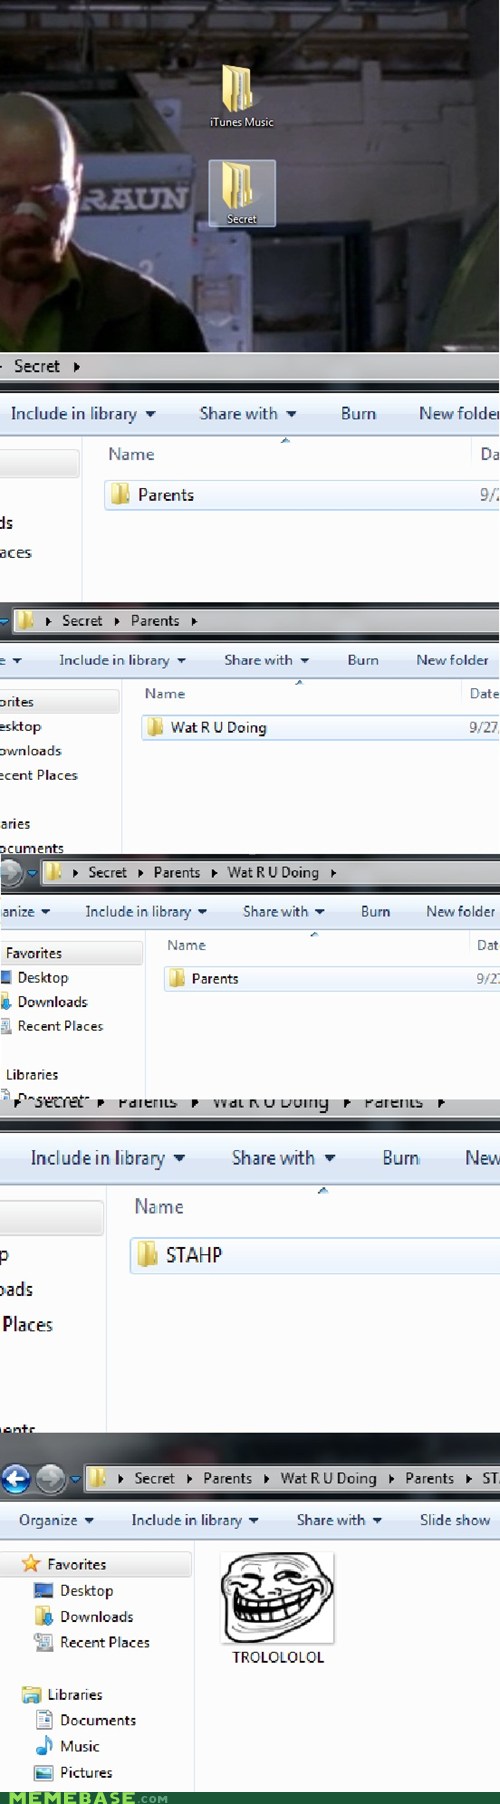 iTunes Music
RAUN
Secret
Secret
Include in library Share with Burn New folder
Name Da
Parents 9/2
ds
aces
Secret Parents
e Include in library Share with Burn New folder
orites Name Date
esktop Wat R U Doing 9/27/
ownloads
ecent Places
aries
ocuments
Secret Parents Wat R U Doing
anize Include in library Share with Burn New folder
Favorites Name Dat
Desktop Parents 9/27
Downloads
Recent Places
Libraries
Documents
Secret Parents Wat R U Doing Parents
Include in library Share with Burn New
Name
p STAHP
oads
Places
ents
Secret Parents Wat R U Doing Parents ST
Organize Include in library Share with Slide show
Favorites
Desktop
Downloads
Recent Places
TROLOLOLOL
Libraries
Documents
Music
Pictures
MEMEBASE.COM